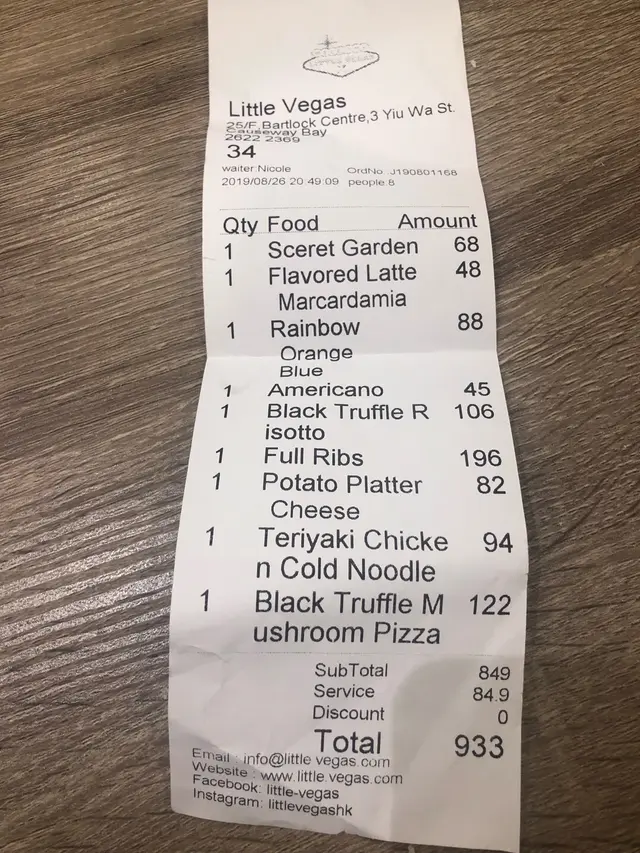 Little Vegas
25/F.Bartlock Centre,3 Yiu Wa St.
Causeway Bay
2622 2369
34
waiter:Nicole OrdNo.:J190801168
2019/08/26 20:49:09 people:8
Qty Food Amount
1 Sceret Garden 68
1 Flavored Latte 48
Marcardamia
1 Rainbow 88
Orange
Blue
1 Americano 45
1 Black Truffle R 106
isotto
1 Full Ribs 196
1 Potato Platter 82
Cheese
1 Teriyaki Chicke 94
n Cold Noodle
1 Black Truffle M 122
ushroom Pizza
SubTotal 849
Service 84.9
Discount 0
Total 933
Email : info@little vegas.com
Website : www.little.vegas.com
Facebook: little-vegas
Instagram: littlevegashk